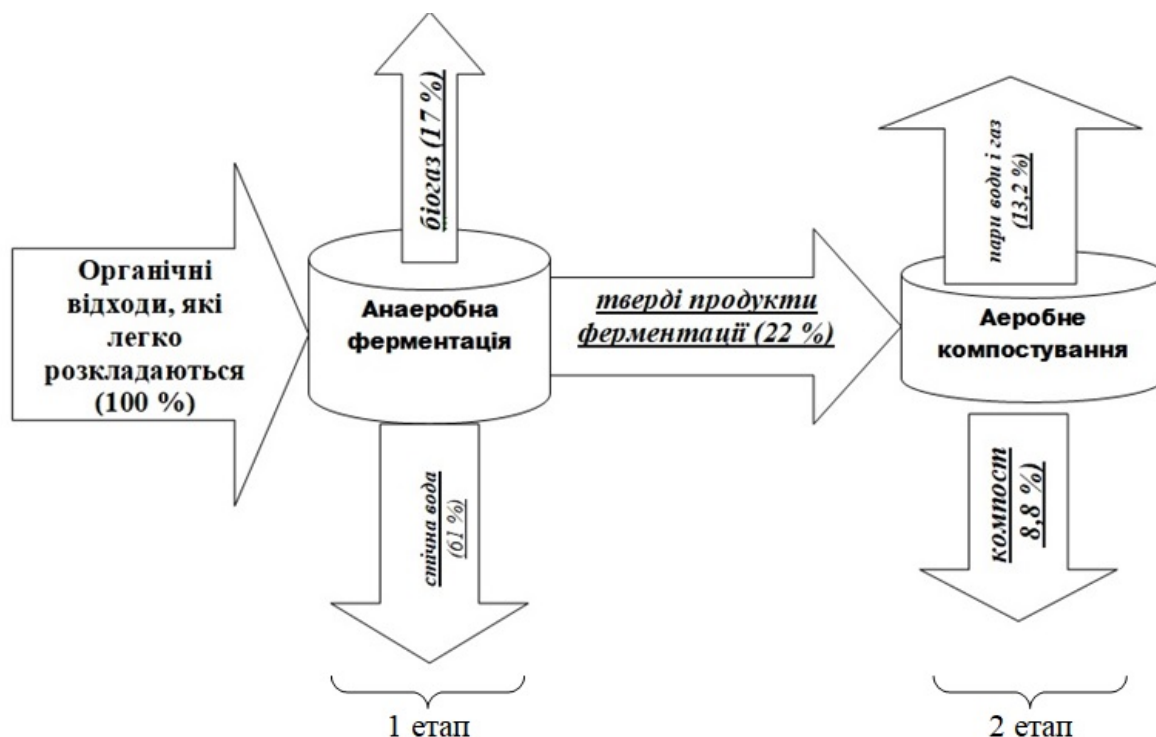 біогаз (17 %)
пари води і газ
(13,2 %)
Органічні
відходи, які
легко
розкладаються
(100 %)
Анаеробна
ферментація
тверді продукти
ферментації (22 %)
Аеробне
компостування
стічна вода
(61 %)
компост
8,8 %)
1 етап
2 етап